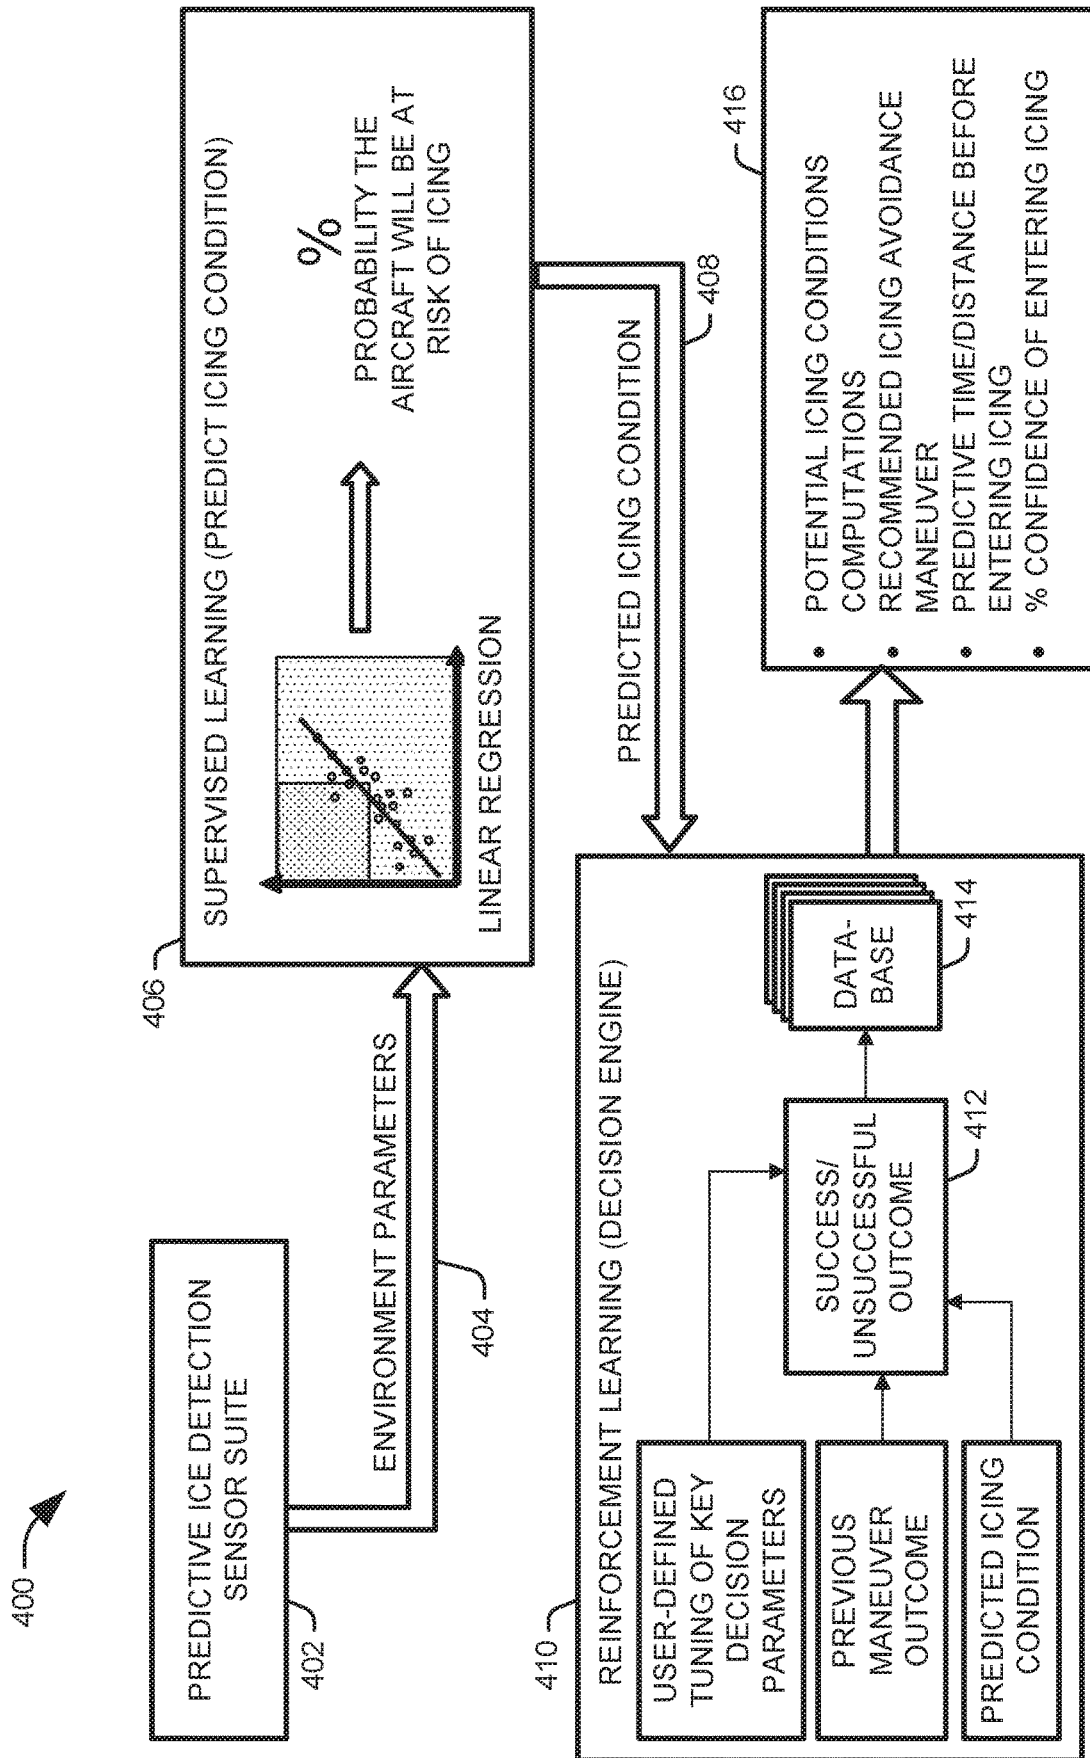 400
PREDICTIVE ICE DETECTION
SENSOR SUITE
402
ENVIRONMENT PARAMETERS
404
406
SUPERVISED LEARNING (PREDICT ICING CONDITION)
LINEAR REGRESSION
%
PROBABILITY THE
AIRCRAFT WILL BE AT
RISK OF ICING
PREDICTED ICING CONDITION
408
410
REINFORCEMENT LEARNING (DECISION ENGINE)
USER-DEFINED
TUNING OF KEY
DECISION
PARAMETERS
PREVIOUS
MANEUVER
OUTCOME
PREDICTED ICING
CONDITION
SUCCESS/
UNSUCCESSFUL
OUTCOME
412
DATA-
BASE
414
416
• POTENTIAL ICING CONDITIONS
COMPUTATIONS
• RECOMMENDED ICING AVOIDANCE
MANEUVER
• PREDICTIVE TIME/DISTANCE BEFORE
ENTERING ICING
• % CONFIDENCE OF ENTERING ICING